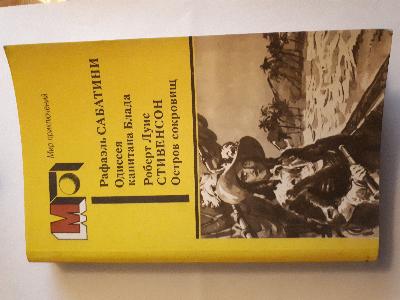 Мир приключений
Рафаэль САБАТИНИ
Одиссея
капитана Блада
Роберт Луис
СТИВЕНСОН
Остров сокровищ